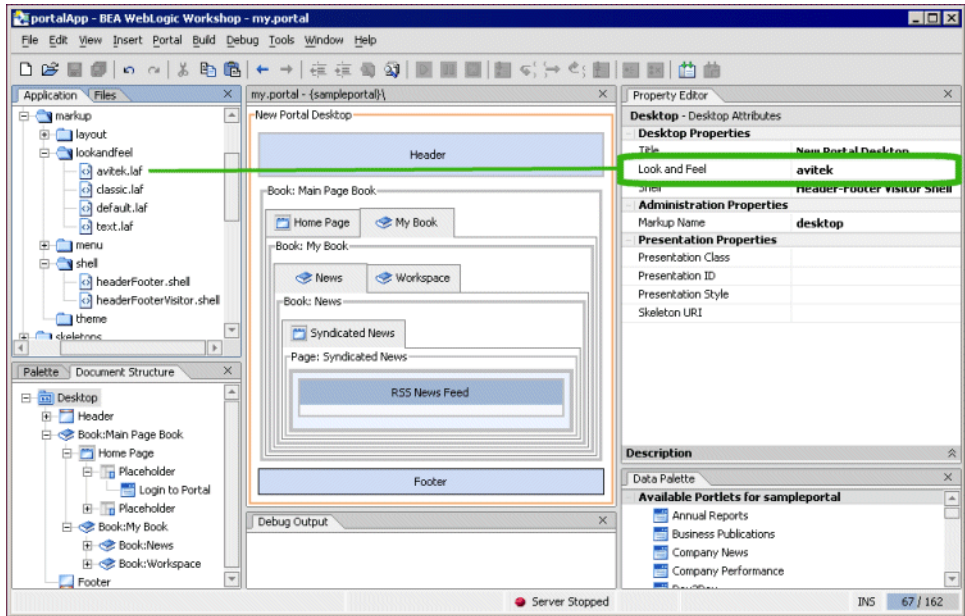 portalApp - BEA WebLogic Workshop - my.portal
File Edit View Insert Portal Build Debug Tools Window Help
Application Files
markup
layout
lookandfeel
avitek.laf
classic.laf
default.laf
text.laf
menu
shell
headerFooter.shell
headerFooterVisitor.shell
theme
skeletons
Palette Document Structure
Desktop
Header
Book:Main Page Book
Home Page
Placeholder
Login to Portal
Placeholder
Book:My Book
Book:News
Book:Workspace
Footer
my.portal - {sampleportal}\
New Portal Desktop
Header
Book: Main Page Book
Home Page My Book
Book: My Book
News Workspace
Book: News
Syndicated News
Page: Syndicated News
RSS News Feed
Footer
Debug Output
Property Editor
Desktop - Desktop Attributes
Desktop Properties
Title New Portal Desktop
Look and Feel avitek
Shell Header-Footer Visitor Shell
Administration Properties
Markup Name desktop
Presentation Properties
Presentation Class
Presentation ID
Presentation Style
Skeleton URI
Description
Data Palette
Available Portlets for sampleportal
Annual Reports
Business Publications
Company News
Company Performance
Server Stopped INS 67 / 162